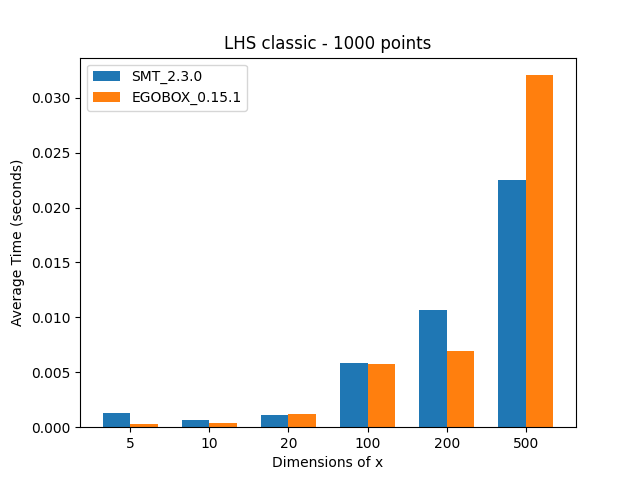 LHS classic - 1000 points
SMT_2.3.0
EGOBOX_0.15.1
Average Time (seconds)
0.030
0.025
0.020
0.015
0.010
0.005
0.000
5 10 20 100 200 500
Dimensions of x